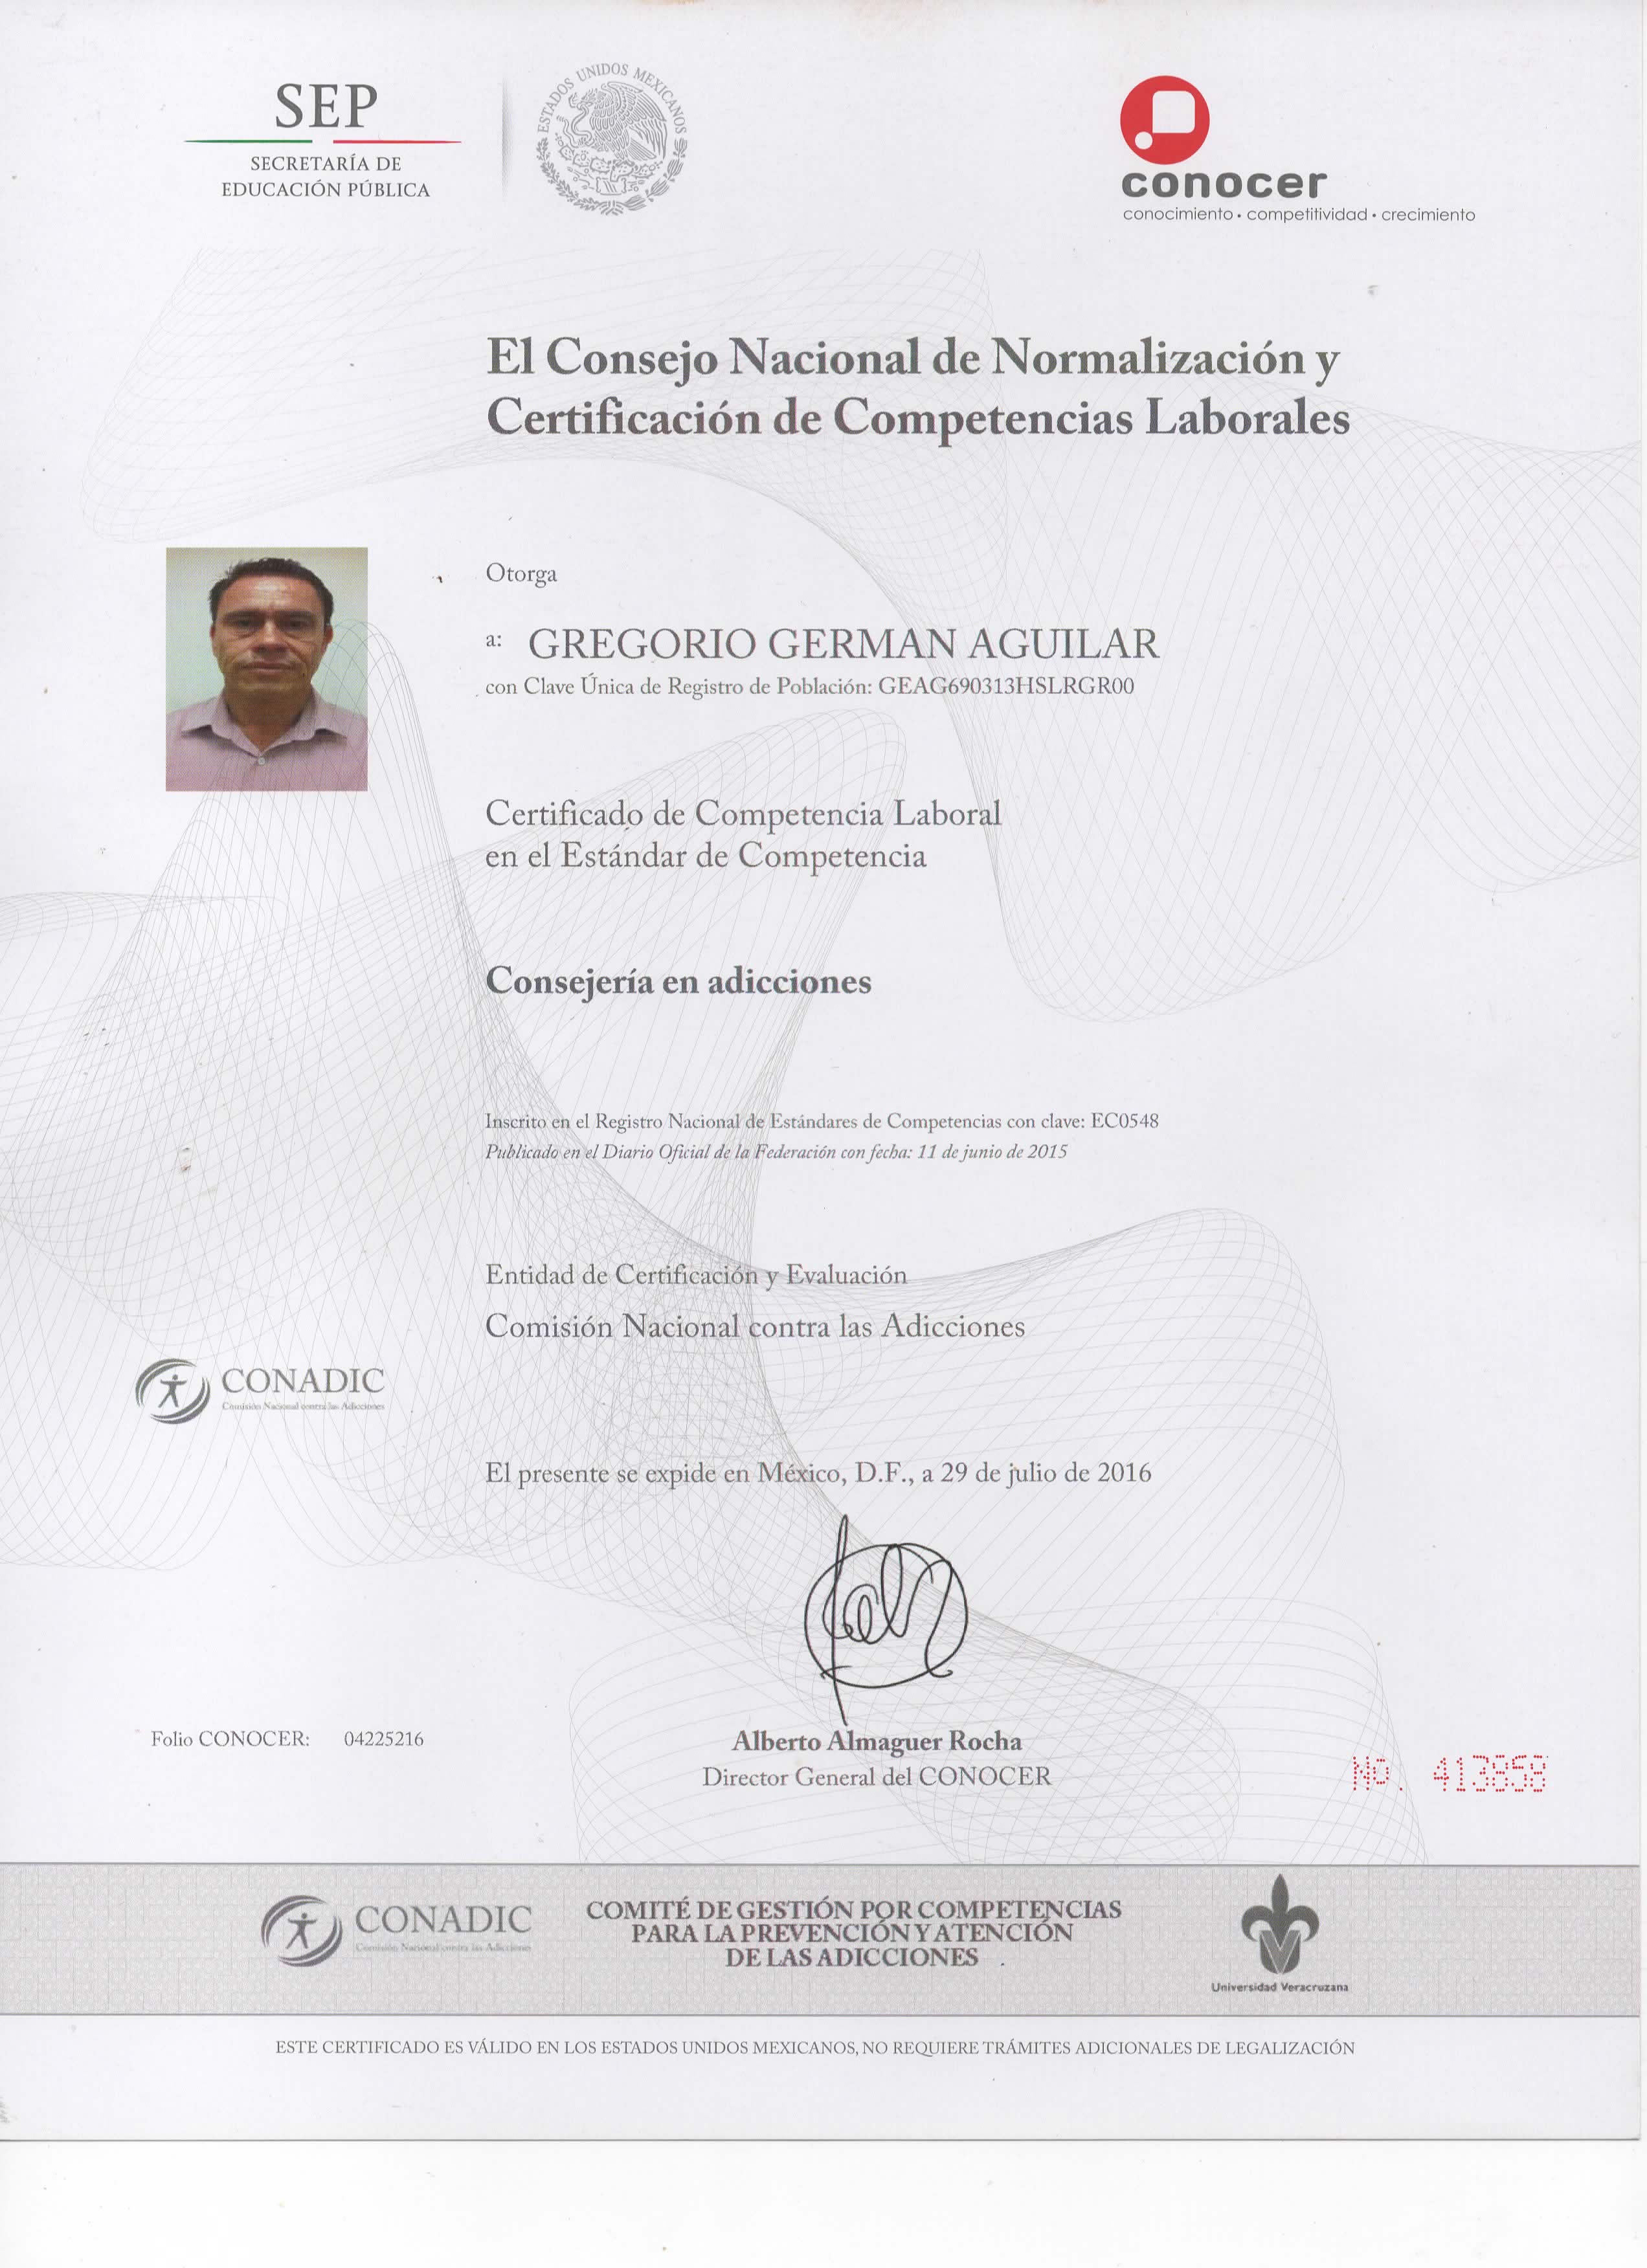 SEP
SECRETARÍA DE
EDUCACIÓN PÚBLICA
ESTADOS UNIDOS MEXICANOS
conocer
conocimiento • competitividad • crecimiento
El Consejo Nacional de Normalización y
Certificación de Competencias Laborales
Otorga
a: GREGORIO GERMAN AGUILAR
con Clave Única de Registro de Población: GEAG690313HSLRGR00
Certificado de Competencia Laboral
en el Estándar de Competencia
Consejería en adicciones
Inscrito en el Registro Nacional de Estándares de Competencias con clave: EC0548
Publicado en el Diario Oficial de la Federación con fecha: 11 de junio de 2015
Entidad de Certificación y Evaluación
Comisión Nacional contra las Adicciones
CONADIC
Comisión Nacional contra las Adicciones
El presente se expide en México, D.F., a 29 de julio de 2016
Folio CONOCER: 04225216
Alberto Almaguer Rocha
Director General del CONOCER
No. 413858
CONADIC
Comisión Nacional contra las Adicciones
COMITÉ DE GESTIÓN POR COMPETENCIAS
PARA LA PREVENCIÓN Y ATENCIÓN
DE LAS ADICCIONES
Universidad Veracruzana
ESTE CERTIFICADO ES VÁLIDO EN LOS ESTADOS UNIDOS MEXICANOS, NO REQUIERE TRÁMITES ADICIONALES DE LEGALIZACIÓN